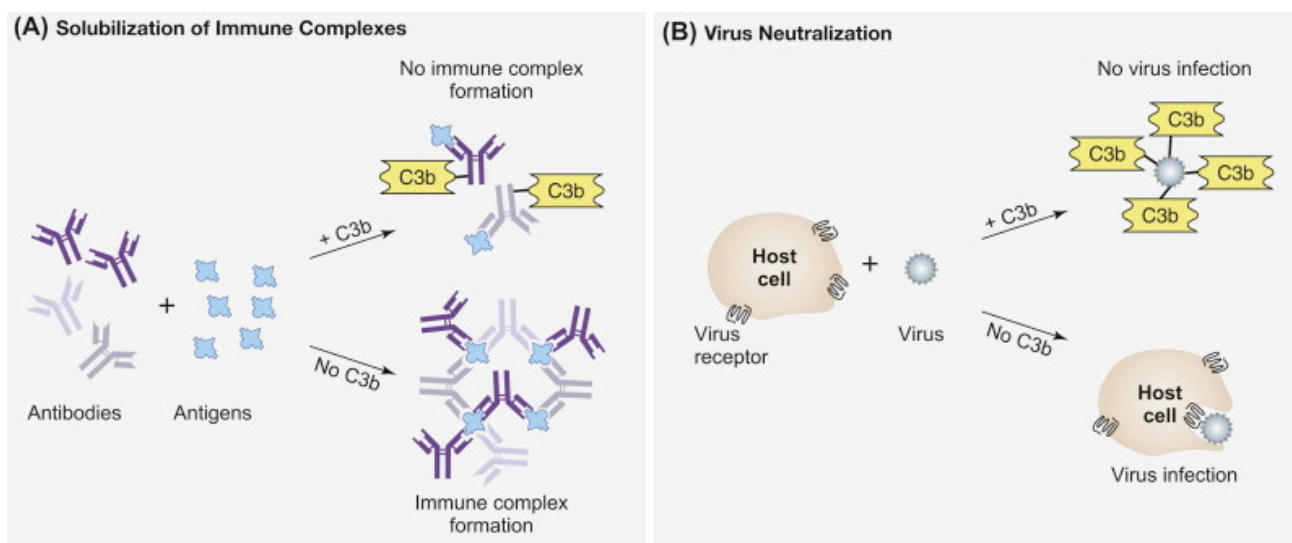 (A) Solubilization of Immune Complexes
No immune complex
formation
C3b
C3b
+ C3b
+
No C3b
Antibodies
Antigens
Immune complex
formation
(B) Virus Neutralization
No virus infection
C3b
C3b
C3b
C3b
+ C3b
Host
cell
+
Virus
receptor
Virus
No C3b
Host
cell
Virus infection